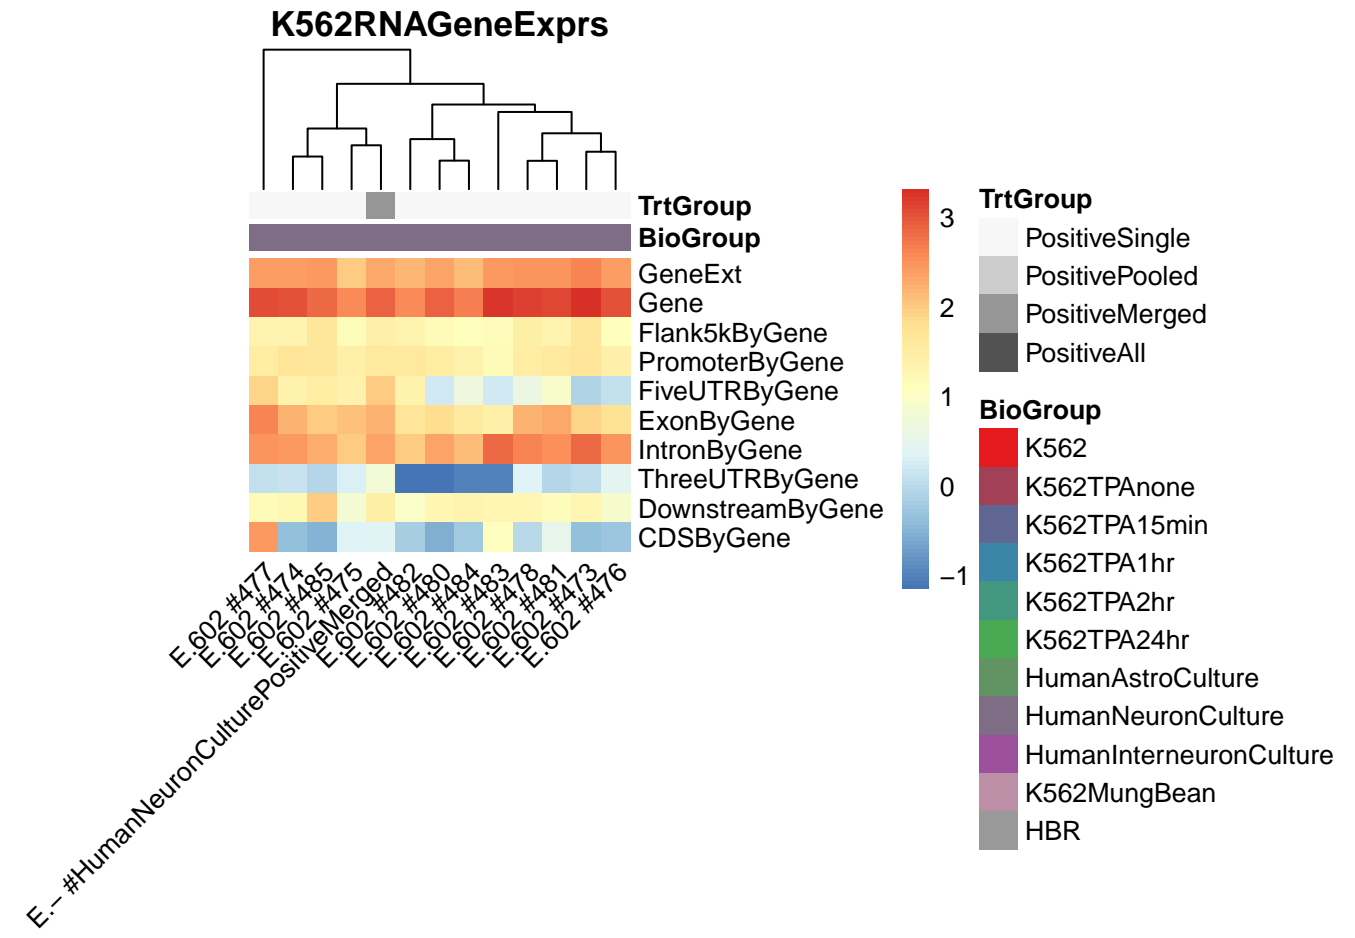 K562RNAGeneExprs
TrtGroup
BioGroup
GeneExt
Gene
Flank5kByGene
PromoterByGene
FiveUTRByGene
ExonByGene
IntronByGene
ThreeUTRByGene
DownstreamByGene
CDSByGene
E.602 #477
E.602 #474
E.602 #485
E.602 #475
E.− #HumanNeuronCulturePositiveMerged
E.602 #482
E.602 #480
E.602 #484
E.602 #483
E.602 #478
E.602 #481
E.602 #473
E.602 #476
3
2
1
0
−1
TrtGroup
PositiveSingle
PositivePooled
PositiveMerged
PositiveAll
BioGroup
K562
K562TPAnone
K562TPA15min
K562TPA1hr
K562TPA2hr
K562TPA24hr
HumanAstroCulture
HumanNeuronCulture
HumanInterneuronCulture
K562MungBean
HBR